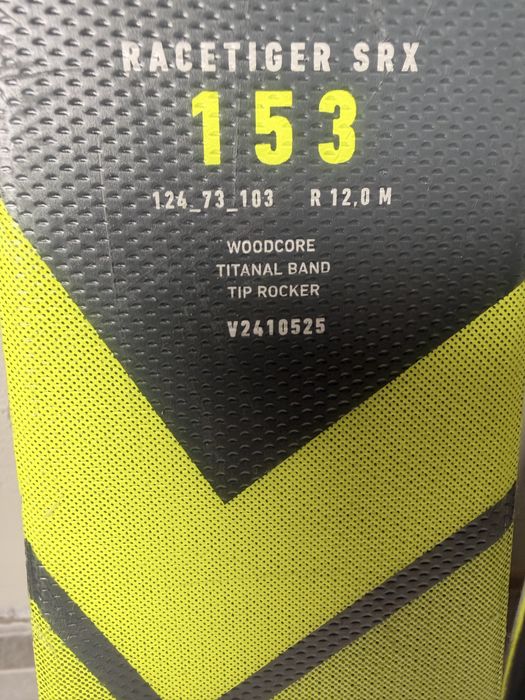 RACETIGER SRX
153
124_73_103 R 12,0 M
WOODCORE
TITANAL BAND
TIP ROCKER
V2410525